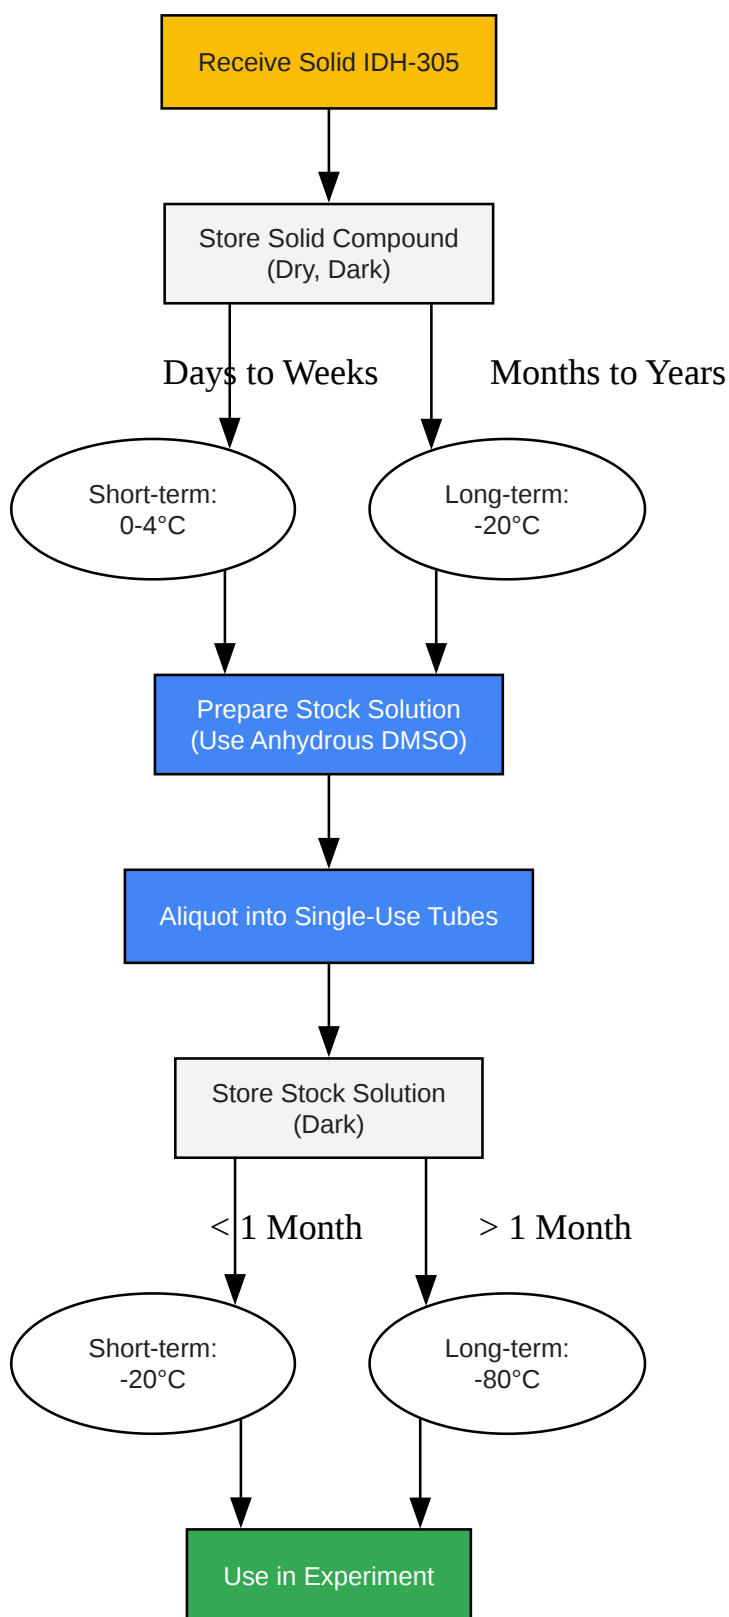 Receive Solid IDH-305
Store Solid Compound
(Dry, Dark)
Days to Weeks
Months to Years
Short-term:
0-4°C
Long-term:
-20°C
Prepare Stock Solution
(Use Anhydrous DMSO)
Aliquot into Single-Use Tubes
Store Stock Solution
(Dark)
< 1 Month
> 1 Month
Short-term:
-20°C
Long-term:
-80°C
Use in Experiment